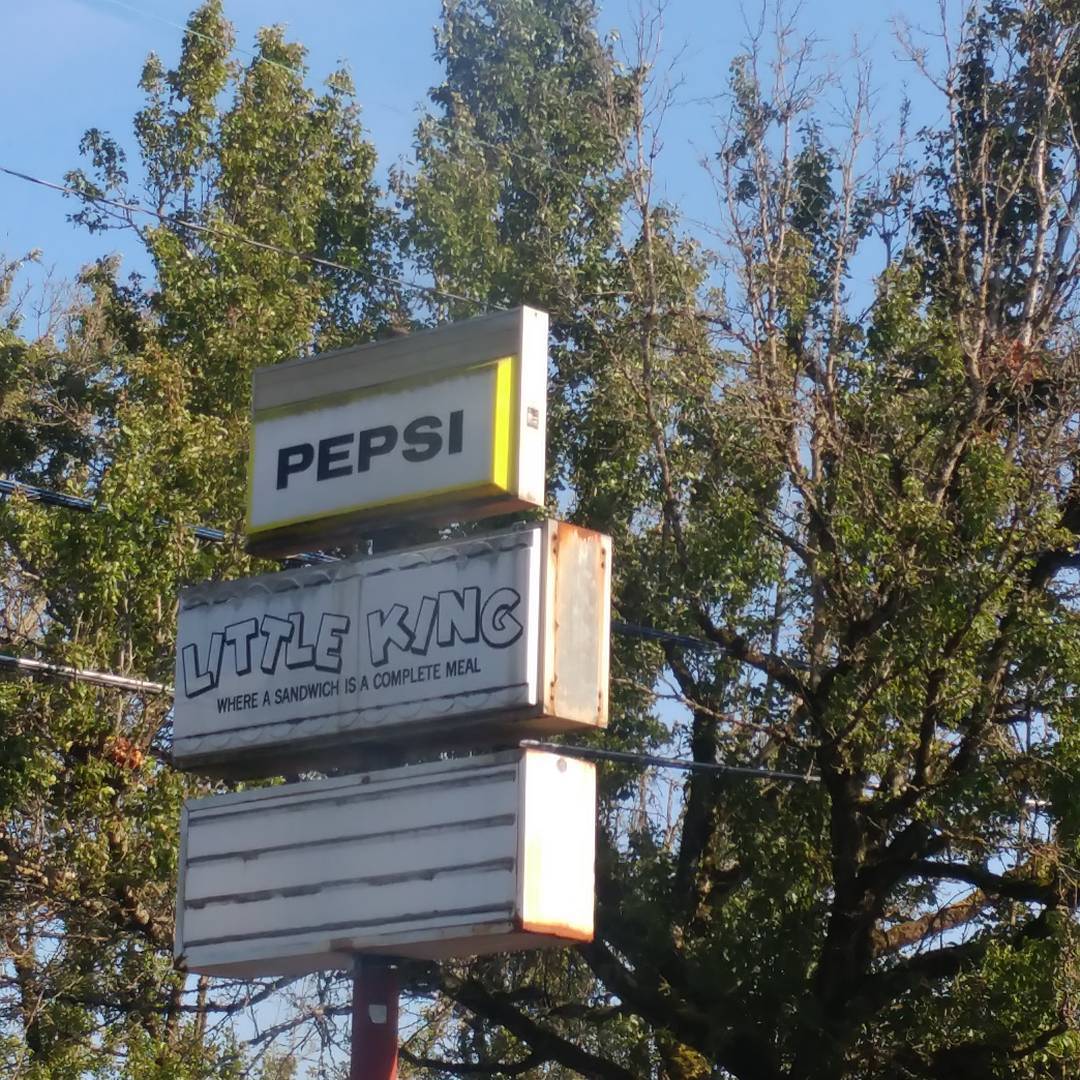 PEPSI
LITTLE KING
WHERE A SANDWICH IS A COMPLETE MEAL